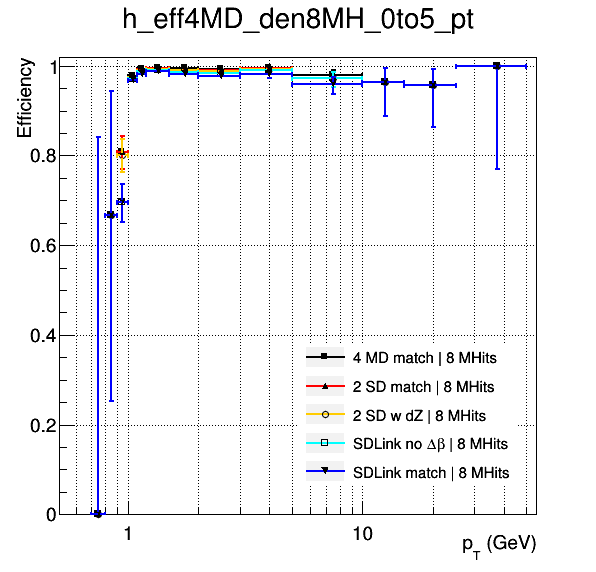 h_eff4MD_den8MH_0to5_pt
Efficiency
1
0.8
0.6
0.4
0.2
0
4 MD match | 8 MHits
2 SD match | 8 MHits
2 SD w dZ | 8 MHits
SDLink no Δβ | 8 MHits
SDLink match | 8 MHits
1 10
p_T (GeV)